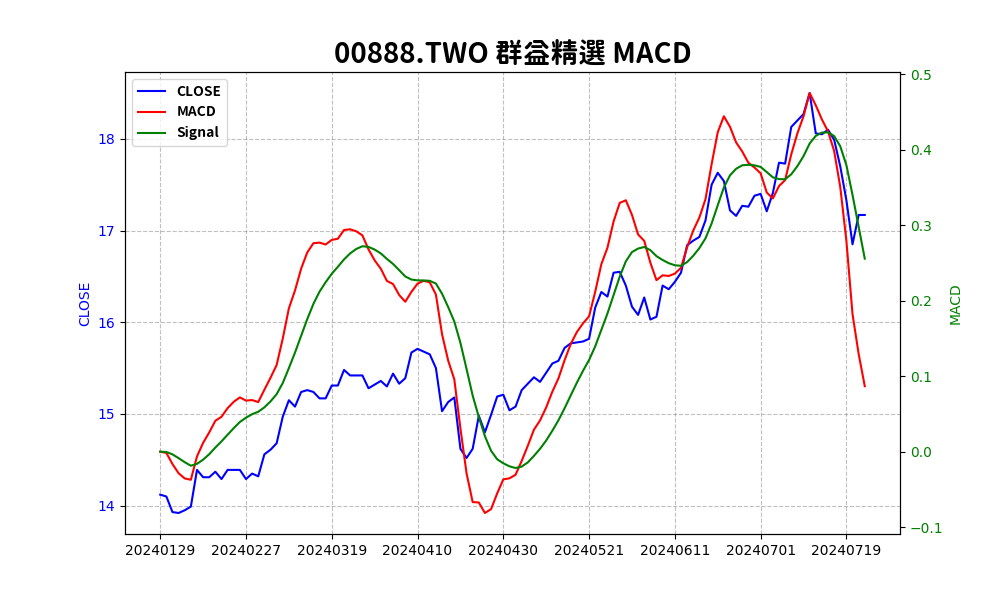 00888.TWO 群益精選 MACD
CLOSE
MACD
Signal
18
17
16
15
14
CLOSE
0.5
0.4
0.3
0.2
0.1
0.0
−0.1
MACD
20240129 20240227 20240319 20240410 20240430 20240521 20240611 20240701 20240719